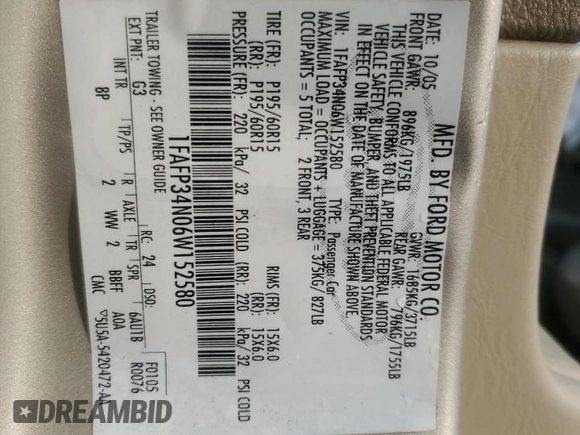 MFD. BY FORD MOTOR CO.
DATE: 10/05 GVWR: 1685KG/3715LB
FRONT GAWR: 896KG/1975LB REAR GAWR: 796KG/1755LB
THIS VEHICLE CONFORMS TO ALL APPLICABLE FEDERAL MOTOR
VEHICLE SAFETY, BUMPER, AND THEFT PREVENTION STANDARDS
IN EFFECT ON THE DATE OF MANUFACTURE SHOWN ABOVE.
VIN: 1FAFP34N06W152580 TYPE: Passenger Car
MAXIMUM LOAD = OCCUPANTS + LUGGAGE = 375KG/ 827LB
OCCUPANTS = 5 TOTAL: 2 FRONT, 3 REAR
TIRE (FR): P195/60R15 RIMS (FR): 15X6.0
(RR): P195/60R15 (RR): 15X6.0
PRESSURE (FR): 220 kPa/ 32 PSI COLD (RR): 220 kPa/ 32 PSI COLD
1FAFP34N06W152580
TRAILER TOWING - SEE OWNER GUIDE
EXT PNT: G3 RC: 24 DSO: F0105
R0076
INT TR TP/PS R AXLE TR SPR 6AU1B
8P 2 WW 2 BBFF AOA
CMC 5U5A-5420472-
DREAMBID